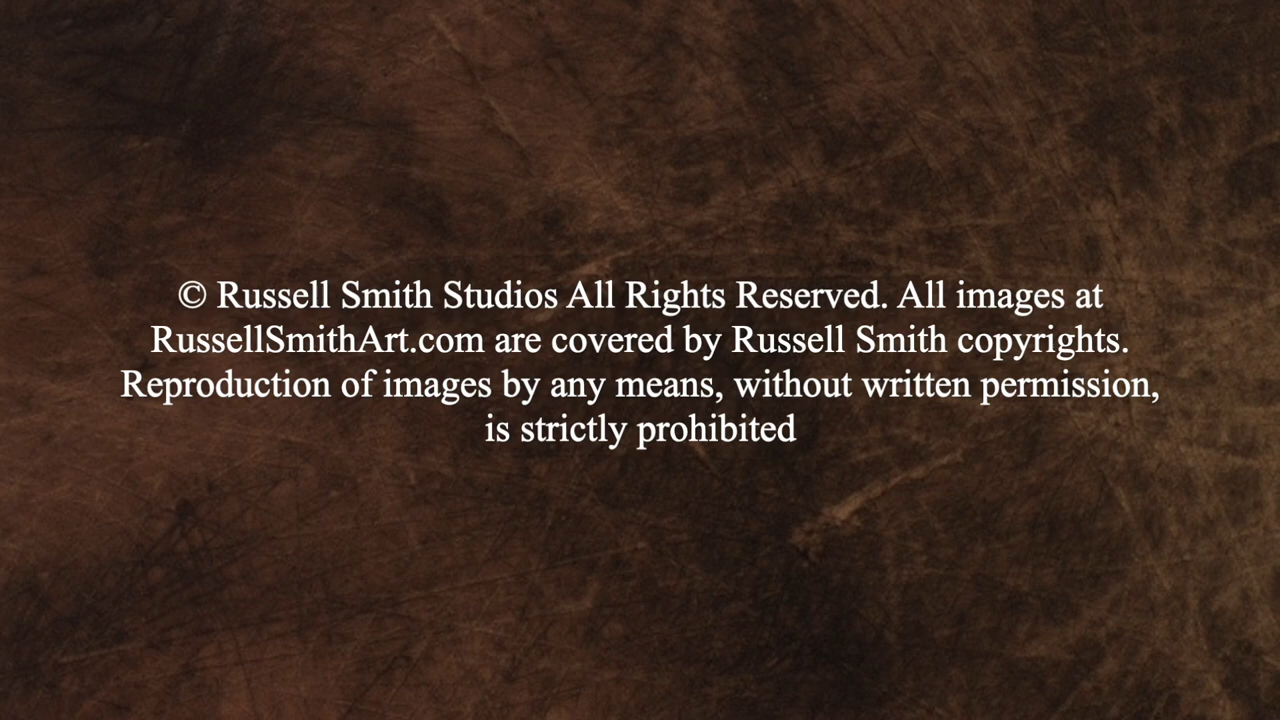 © Russell Smith Studios All Rights Reserved. All images at
RussellSmithArt.com are covered by Russell Smith copyrights.
Reproduction of images by any means, without written permission,
is strictly prohibited